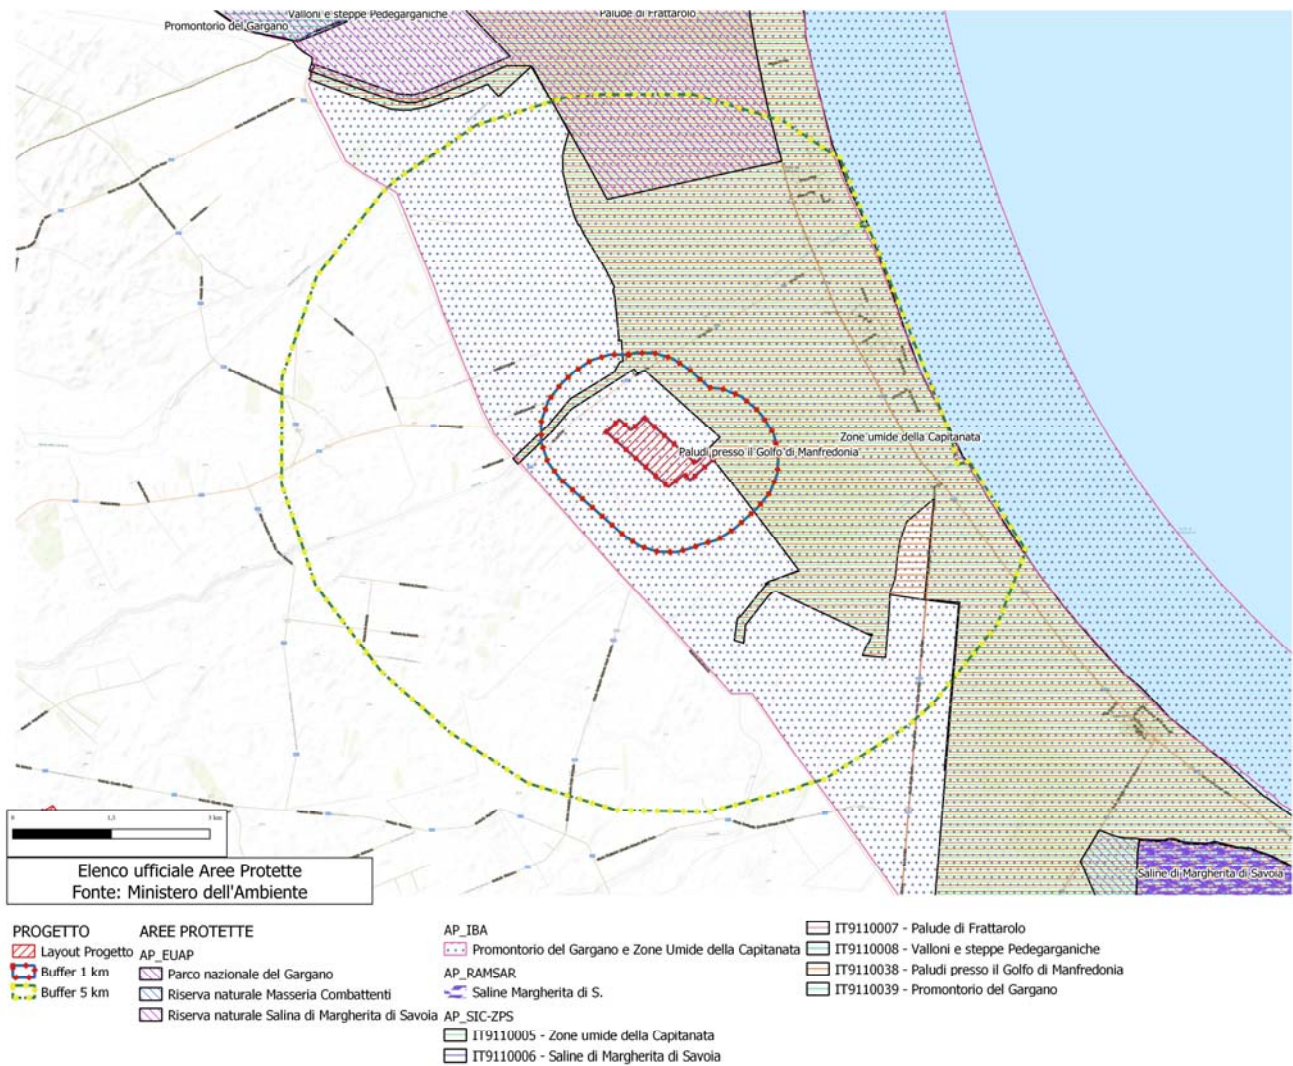 Valloni e steppe Pedegarganiche
Promontorio del Gargano
Palude di Frattarolo
Zone umide della Capitanata
Paludi presso il Golfo di Manfredonia
Saline di Margherita di Savoia
0 1,5 3 km
Elenco ufficiale Aree Protette
Fonte: Ministero dell'Ambiente
PROGETTO
Layout Progetto
Buffer 1 km
Buffer 5 km
AREE PROTETTE
AP_EUAP
Parco nazionale del Gargano
Riserva naturale Masseria Combattenti
Riserva naturale Salina di Margherita di Savoia
AP_IBA
Promontorio del Gargano e Zone Umide della Capitanata
AP_RAMSAR
Saline Margherita di S.
AP_SIC-ZPS
IT9110005 - Zone umide della Capitanata
IT9110006 - Saline di Margherita di Savoia
IT9110007 - Palude di Frattarolo
IT9110008 - Valloni e steppe Pedegarganiche
IT9110038 - Paludi presso il Golfo di Manfredonia
IT9110039 - Promontorio del Gargano